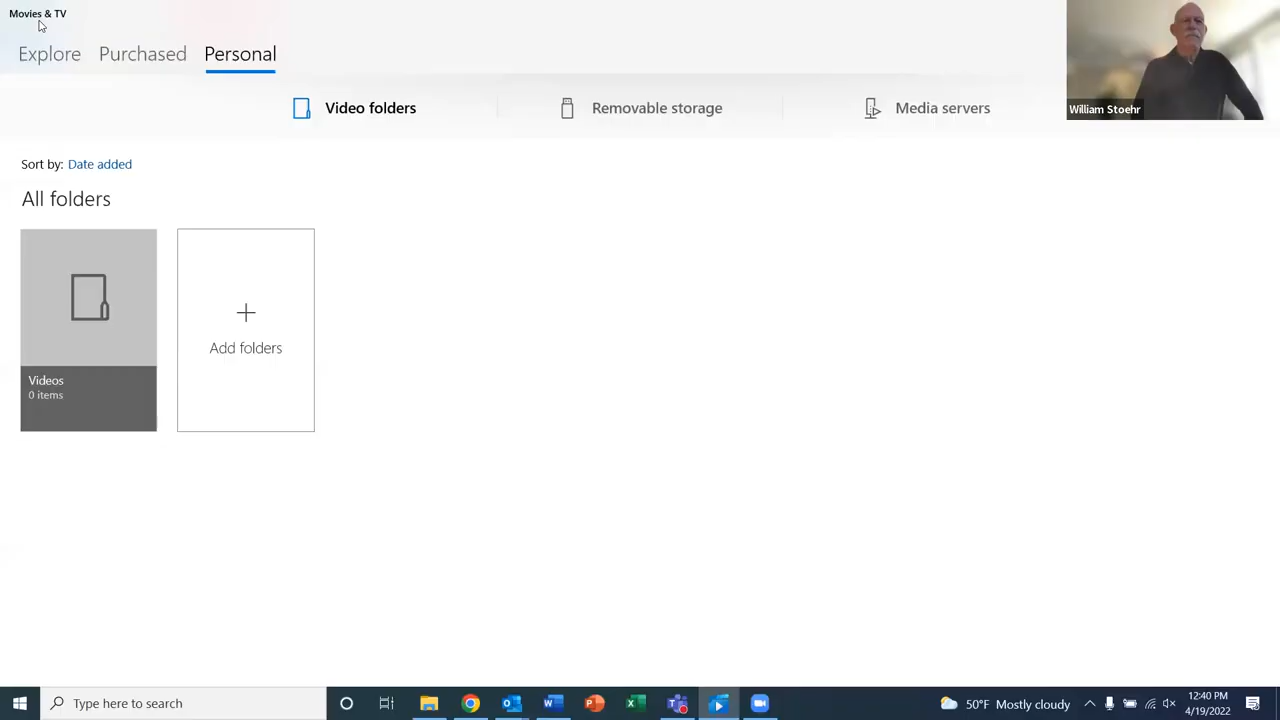 Movies & TV
Explore Purchased Personal
William Stoehr
Video folders Removable storage Media servers
Sort by: Date added
All folders
Videos
0 items
Add folders
Type here to search
50°F Mostly cloudy
12:40 PM
4/19/2022